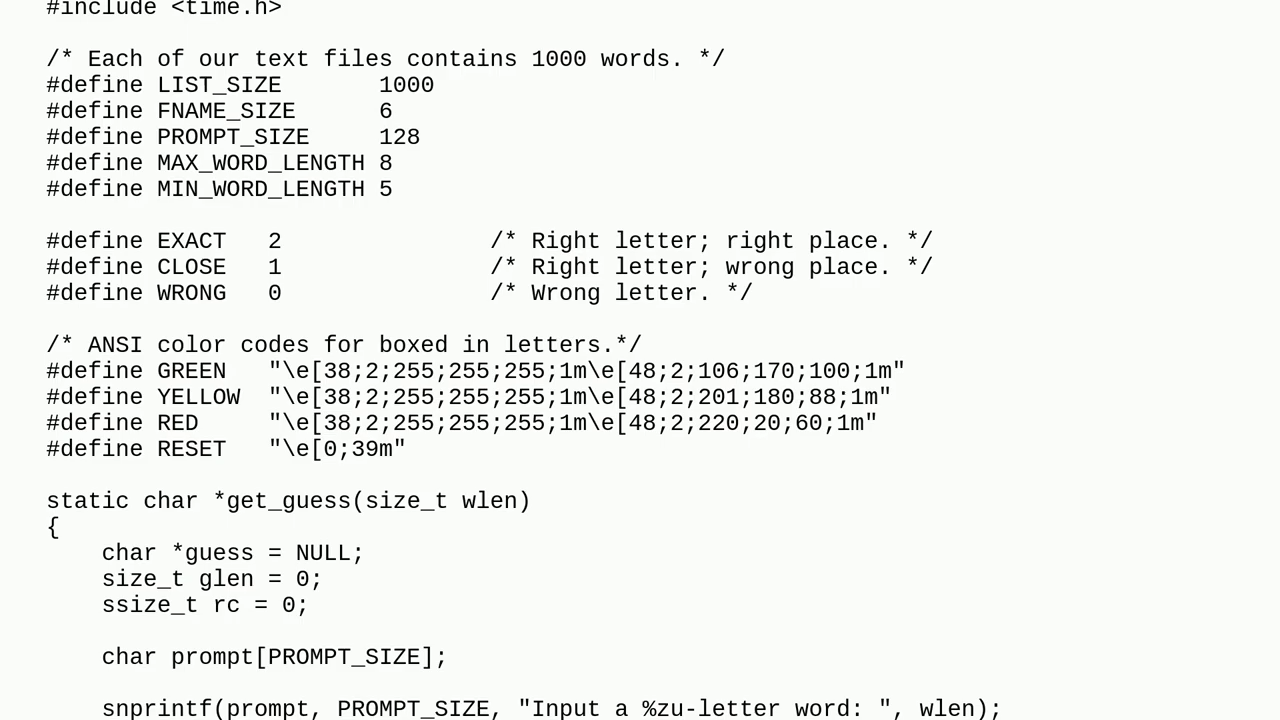 #include <time.h>
/* Each of our text files contains 1000 words. */
#define LIST_SIZE       1000
#define FNAME_SIZE      6
#define PROMPT_SIZE     128
#define MAX_WORD_LENGTH 8
#define MIN_WORD_LENGTH 5
#define EXACT   2               /* Right letter; right place. */
#define CLOSE   1               /* Right letter; wrong place. */
#define WRONG   0               /* Wrong letter. */
/* ANSI color codes for boxed in letters.*/
#define GREEN   "\e[38;2;255;255;255;1m\e[48;2;106;170;100;1m"
#define YELLOW  "\e[38;2;255;255;255;1m\e[48;2;201;180;88;1m"
#define RED     "\e[38;2;255;255;255;1m\e[48;2;220;20;60;1m"
#define RESET   "\e[0;39m"
static char *get_guess(size_t wlen)
{
    char *guess = NULL;
    size_t glen = 0;
    ssize_t rc = 0;
    char prompt[PROMPT_SIZE];
    snprintf(prompt, PROMPT_SIZE, "Input a %zu-letter word: ", wlen);